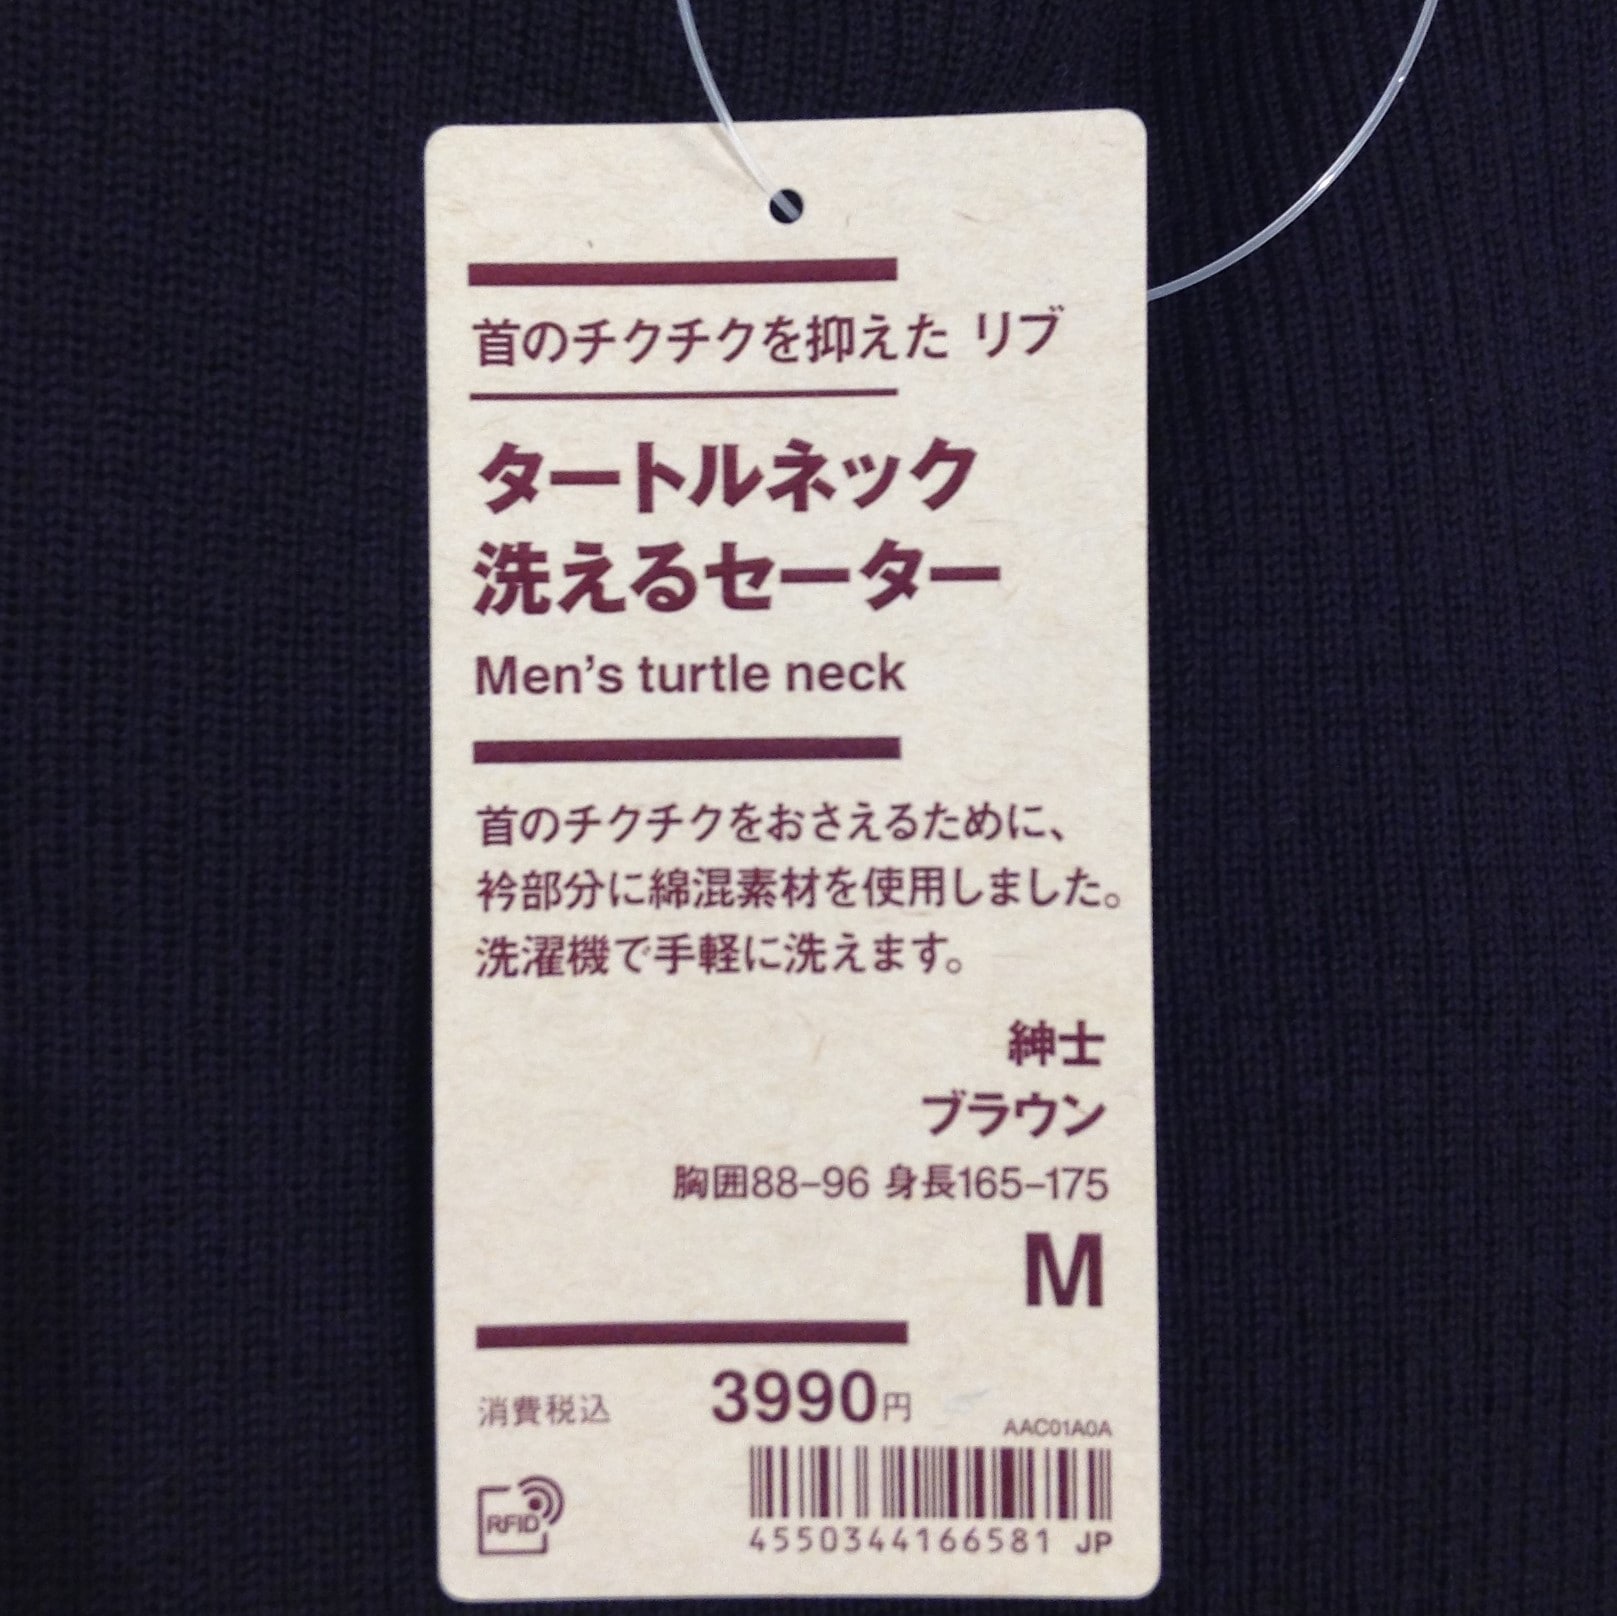 首のチクチクを抑えた リブ
タートルネック
洗えるセーター
Men's turtle neck
首のチクチクをおさえるために、
衿部分に綿混素材を使用しました。
洗濯機で手軽に洗えます。
紳士
ブラウン
胸囲88–96 身長165–175
M
消費税込 3990円
AAC01A0A
RFID
4550344166581 JP